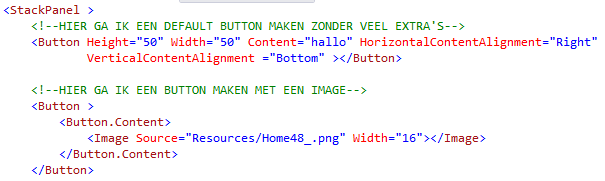 <StackPanel >
<!--HIER GA IK EEN DEFAULT BUTTON MAKEN ZONDER VEEL EXTRA'S-->
<Button Height="50" Width="50" Content="hallo" HorizontalContentAlignment="Right"
VerticalContentAlignment ="Bottom" ></Button>
<!--HIER GA IK EEN BUTTON MAKEN MET EEN IMAGE-->
<Button >
<Button.Content>
<Image Source="Resources/Home48_.png" Width="16"></Image>
</Button.Content>
</Button>